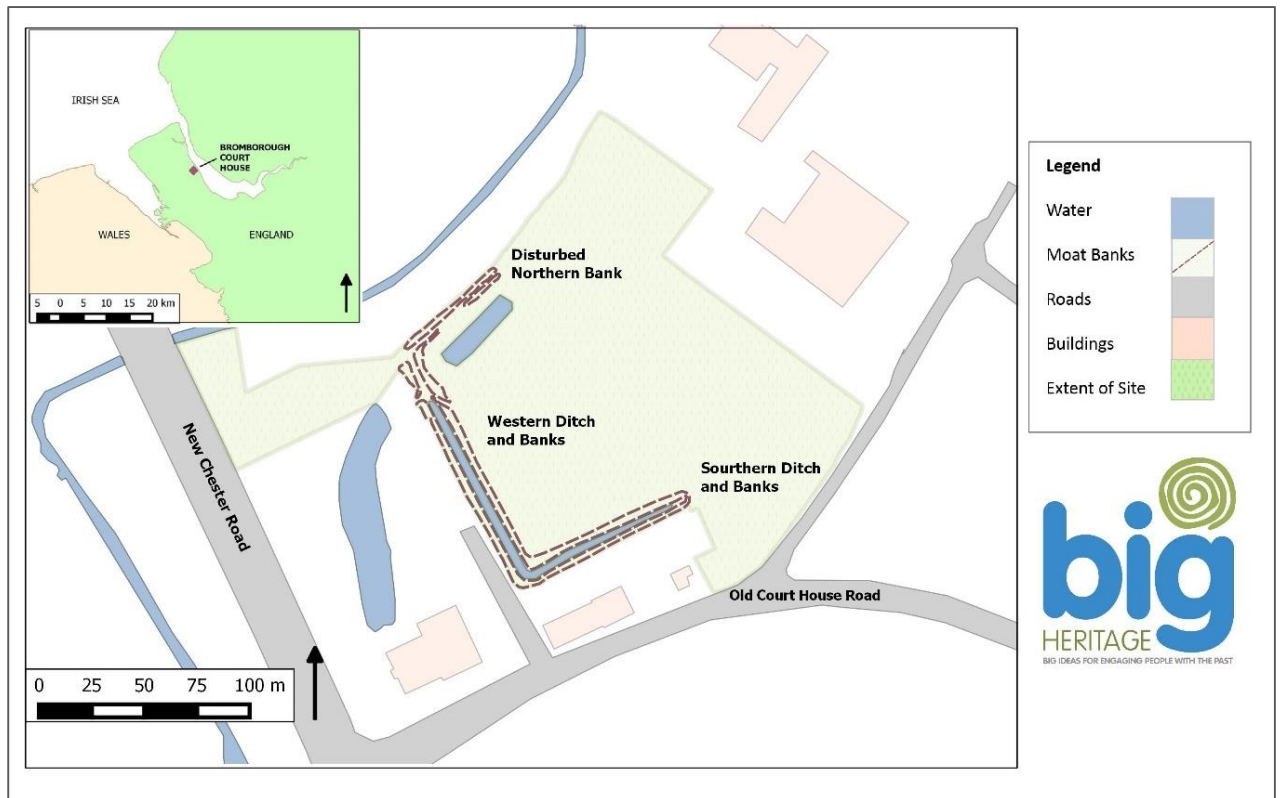 IRISH SEA
BROMBOROUGH
COURT
HOUSE
WALES
ENGLAND
5 0 5 10 15 20 km
Disturbed
Northern Bank
Western Ditch
and Banks
Sourthern Ditch
and Banks
New Chester Road
Old Court House Road
0 25 50 75 100 m
Legend
Water
Moat Banks
Roads
Buildings
Extent of Site
big
HERITAGE
BIG IDEAS FOR ENGAGING PEOPLE WITH THE PAST